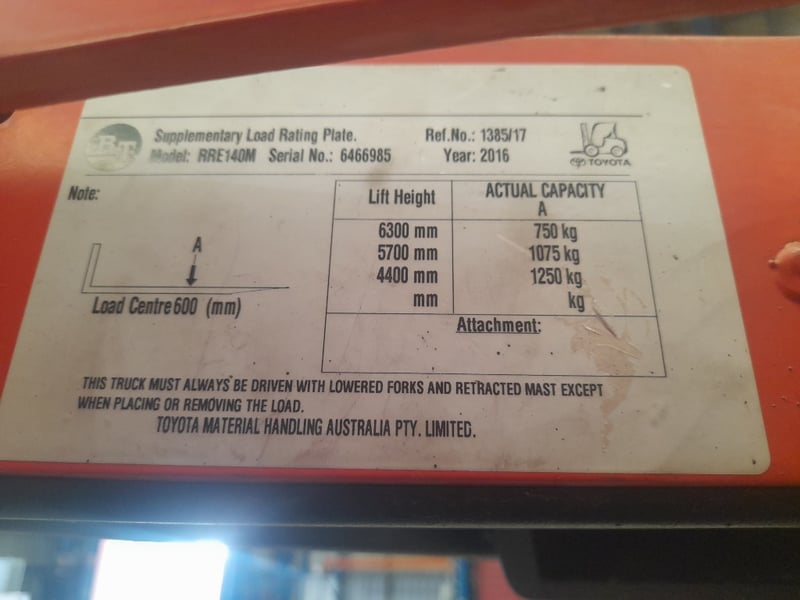 BT Supplementary Load Rating Plate. Ref.No.: 1385/17
Model: RRE140M Serial No.: 6466985 Year: 2016 TOYOTA
Note:
Lift Height ACTUAL CAPACITY
A
6300 mm 750 kg
5700 mm 1075 kg
4400 mm 1250 kg
mm kg
A
Load Centre 600 (mm)
Attachment:
THIS TRUCK MUST ALWAYS BE DRIVEN WITH LOWERED FORKS AND RETRACTED MAST EXCEPT
WHEN PLACING OR REMOVING THE LOAD.
TOYOTA MATERIAL HANDLING AUSTRALIA PTY. LIMITED.